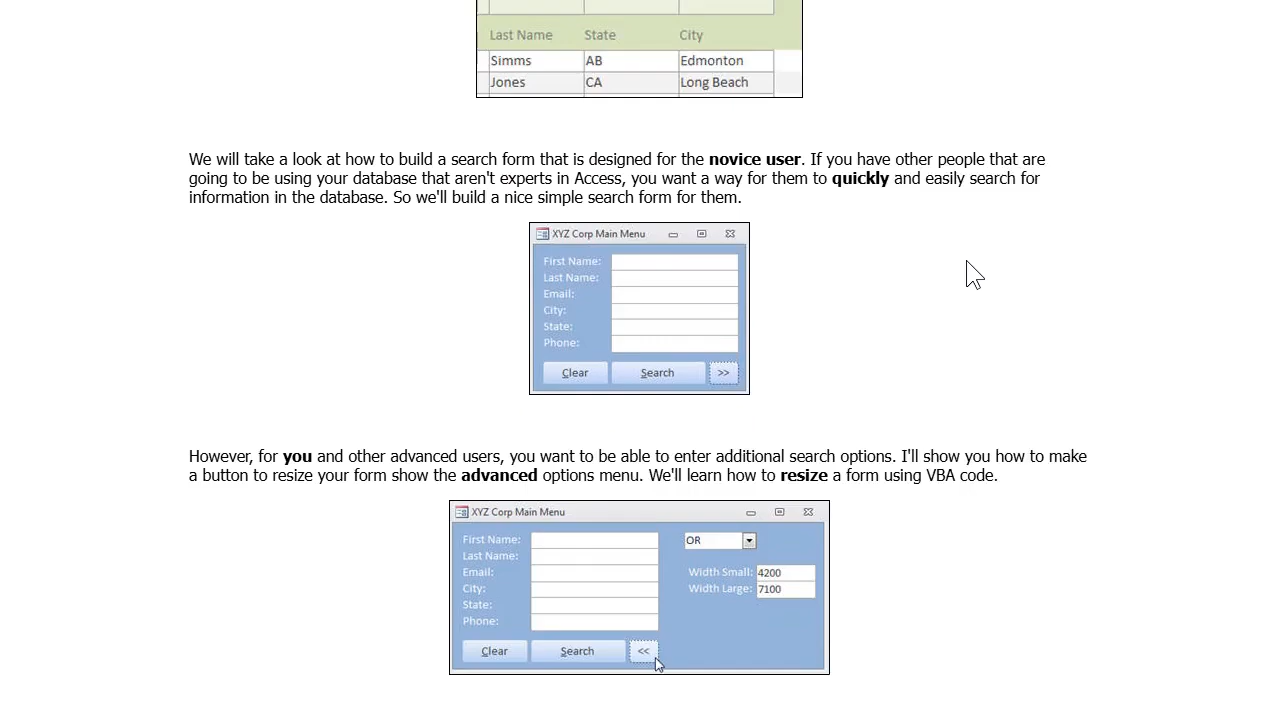 Last Name State City
Simms AB Edmonton
Jones CA Long Beach
We will take a look at how to build a search form that is designed for the novice user. If you have other people that are
going to be using your database that aren't experts in Access, you want a way for them to quickly and easily search for
information in the database. So we'll build a nice simple search form for them.
XYZ Corp Main Menu
First Name:
Last Name:
Email:
City:
State:
Phone:
Clear Search >>
However, for you and other advanced users, you want to be able to enter additional search options. I'll show you how to make
a button to resize your form show the advanced options menu. We'll learn how to resize a form using VBA code.
XYZ Corp Main Menu
First Name: OR
Last Name:
Email: Width Small: 4200
City: Width Large: 7100
State:
Phone:
Clear Search <<